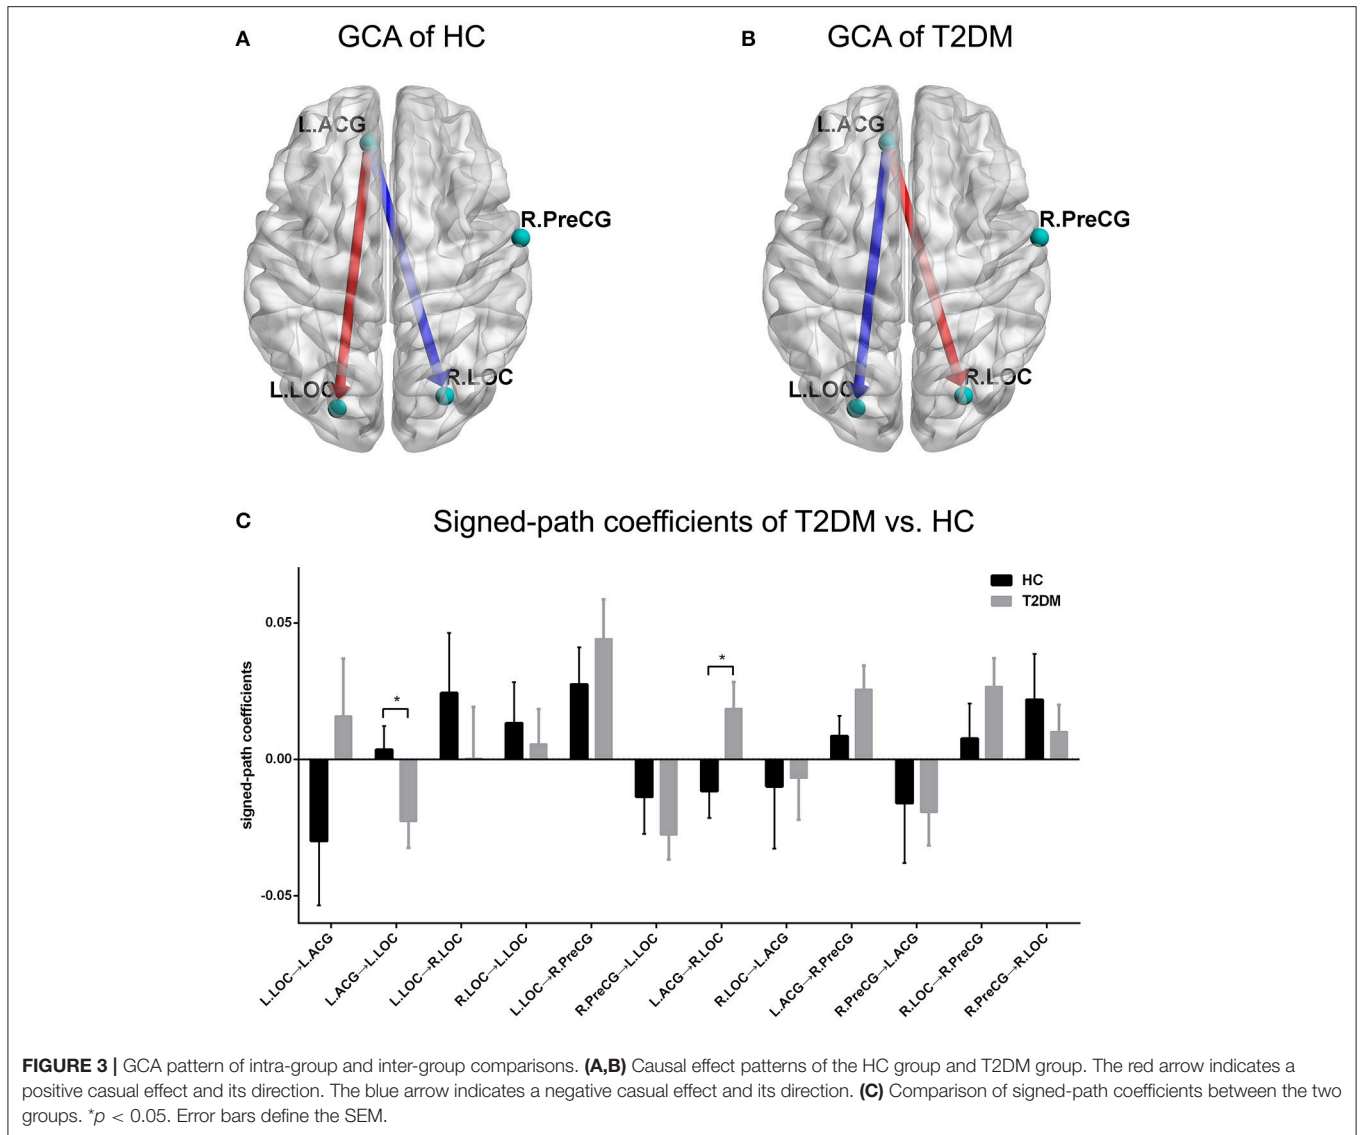 A GCA of HC
B GCA of T2DM
L.ACG
R.PreCG
L.LOC
R.LOC
L.ACG
R.PreCG
L.LOC
R.LOC
C Signed-path coefficients of T2DM vs. HC
HC
T2DM
signed-path coefficients
0.05
0.00
-0.05
*
*
L.LOC→L.ACG
L.ACG→L.LOC
L.LOC→R.LOC
R.LOC→L.LOC
L.LOC→R.PreCG
R.PreCG→L.LOC
L.ACG→R.LOC
R.LOC→L.ACG
L.ACG→R.PreCG
R.PreCG→L.ACG
R.LOC→R.PreCG
R.PreCG→R.LOC
FIGURE 3 | GCA pattern of intra-group and inter-group comparisons. (A,B) Causal effect patterns of the HC group and T2DM group. The red arrow indicates a
positive casual effect and its direction. The blue arrow indicates a negative casual effect and its direction. (C) Comparison of signed-path coefficients between the two
groups. *p < 0.05. Error bars define the SEM.